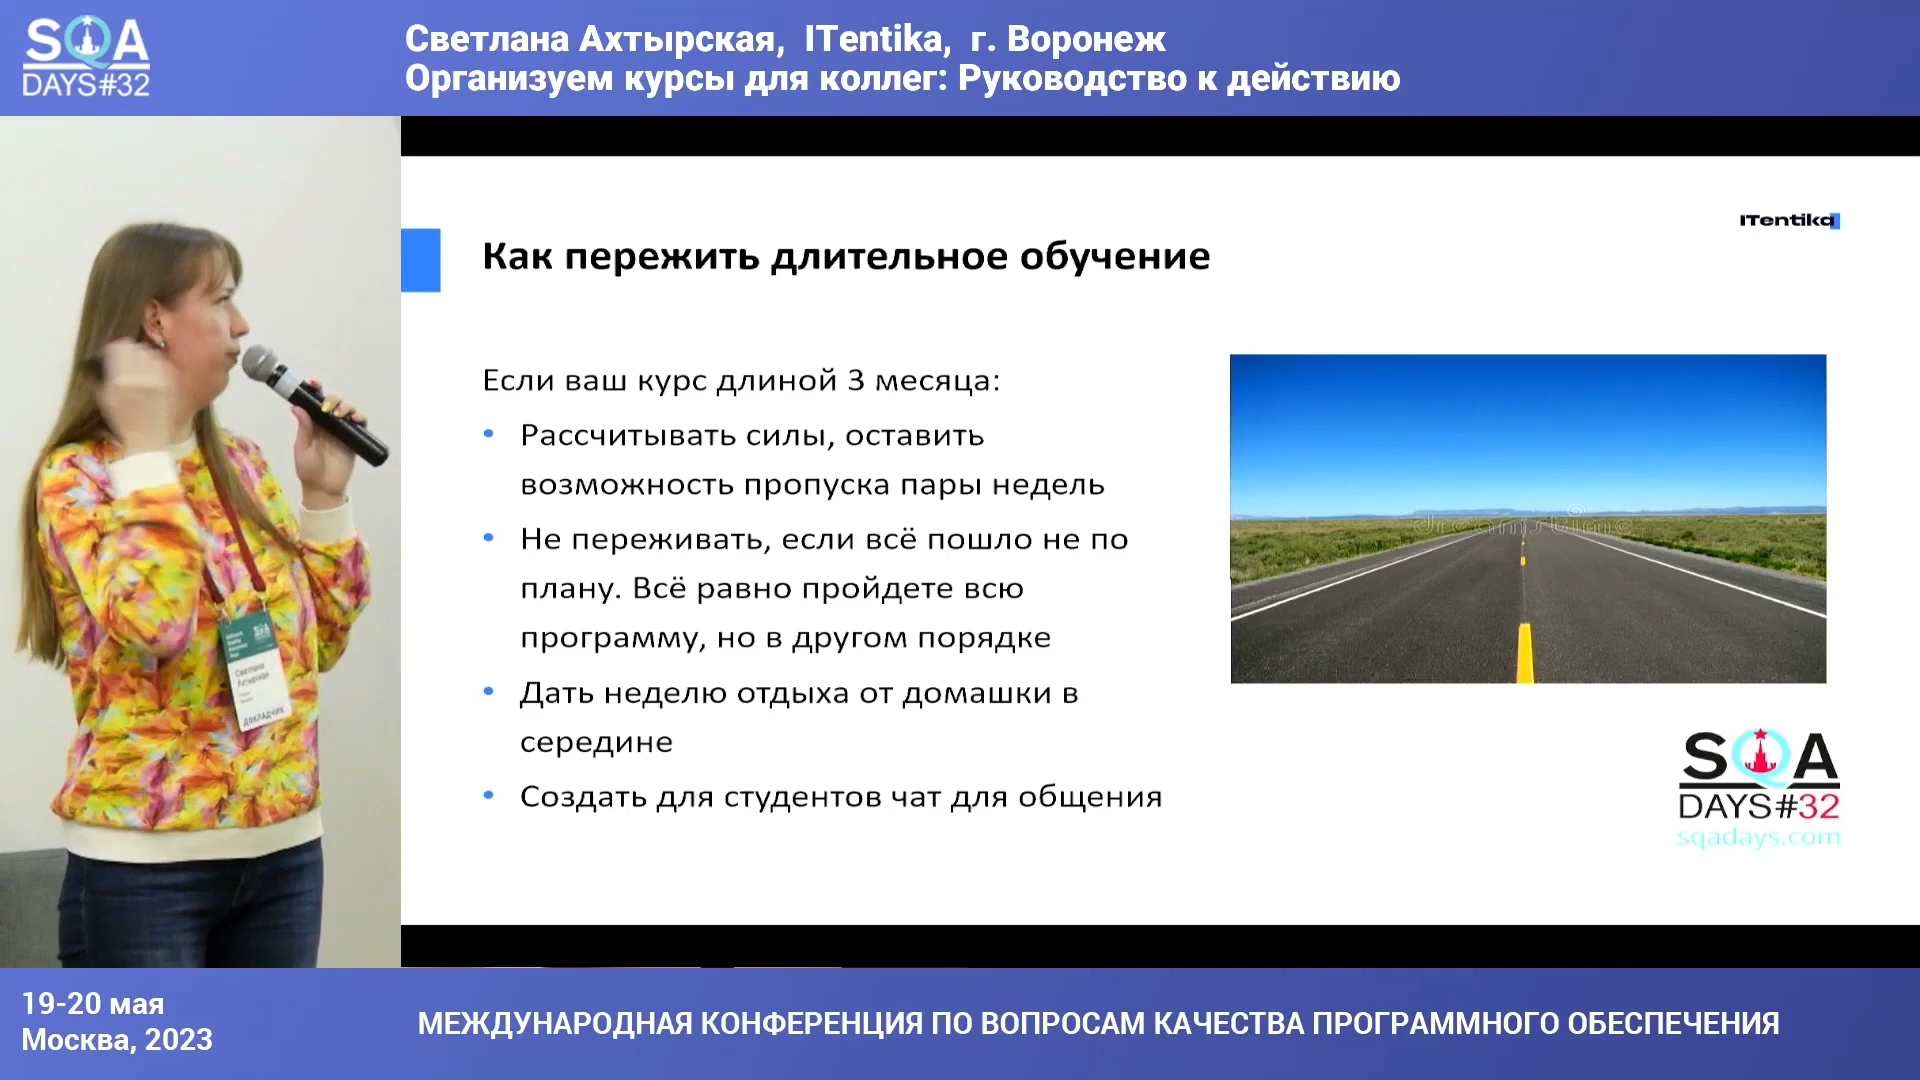 SQA
DAYS#32
Светлана Ахтырская, ITentika, г. Воронеж
Организуем курсы для коллег: Руководство к действию
ITentika
Как пережить длительное обучение
Если ваш курс длиной 3 месяца:
• Рассчитывать силы, оставить
возможность пропуска пары недель
• Не переживать, если всё пошло не по
плану. Всё равно пройдете всю
программу, но в другом порядке
• Дать неделю отдыха от домашки в
середине
• Создать для студентов чат для общения
dreamstime
SQA
DAYS#32
sqadays.com
Светлана
Ахтырская
ДОКЛАДЧИК
19-20 мая
Москва, 2023
МЕЖДУНАРОДНАЯ КОНФЕРЕНЦИЯ ПО ВОПРОСАМ КАЧЕСТВА ПРОГРАММНОГО ОБЕСПЕЧЕНИЯ